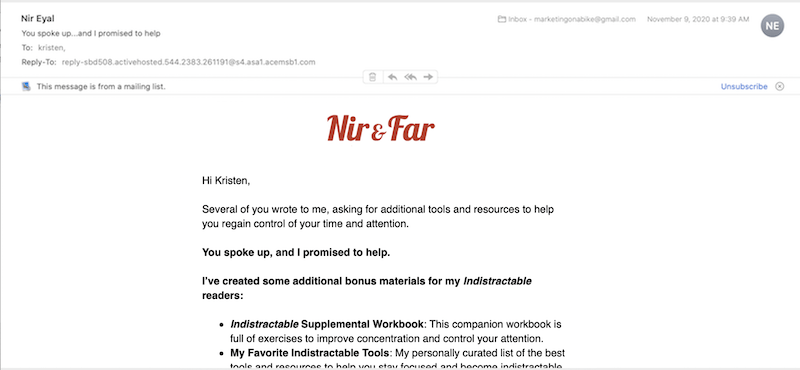 Nir Eyal
Inbox - marketingonabike@gmail.com
November 9, 2020 at 9:39 AM
NE
You spoke up...and I promised to help
To: kristen,
Reply-To: reply-sbd508.activehosted.544.2383.261191@s4.asa1.acemsb1.com
This message is from a mailing list.
Unsubscribe
Nir & Far
Hi Kristen,
Several of you wrote to me, asking for additional tools and resources to help
you regain control of your time and attention.
You spoke up, and I promised to help.
I've created some additional bonus materials for my Indistractable
readers:
• Indistractable Supplemental Workbook: This companion workbook is
full of exercises to improve concentration and control your attention.
• My Favorite Indistractable Tools: My personally curated list of the best
tools and resources to help you stay focused and become indistractable